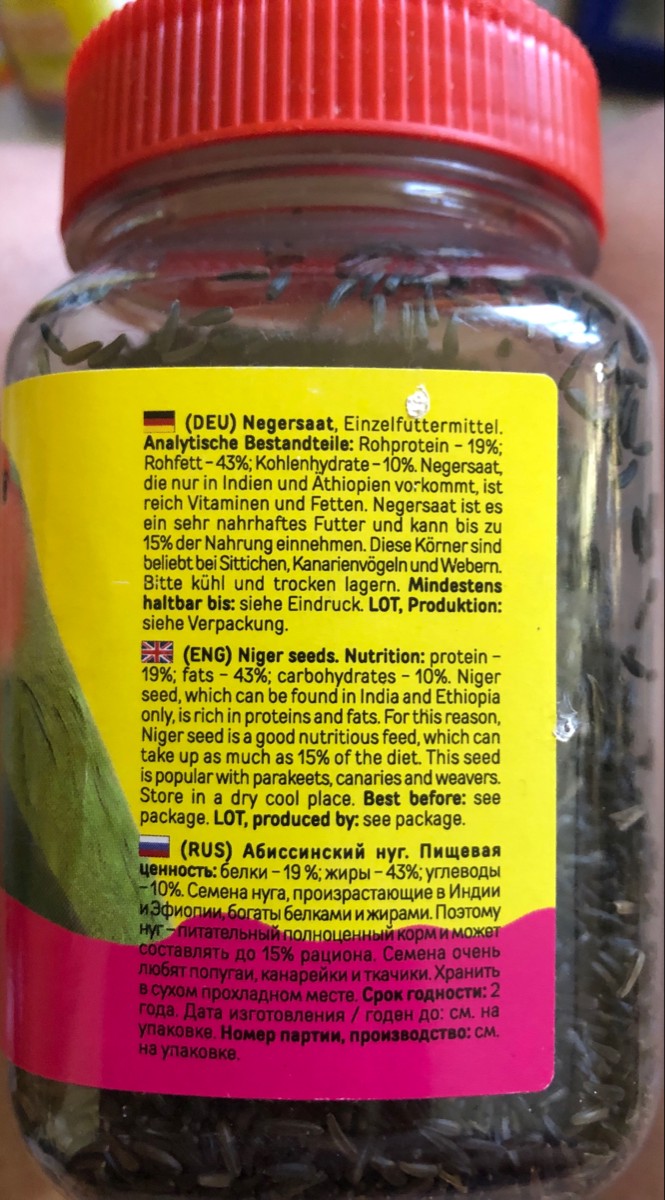 (DEU) Negersaat, Einzelfuttermittel.
Analytische Bestandteile: Rohprotein – 19%;
Rohfett – 43%; Kohlenhydrate – 10%. Negersaat,
die nur in Indien und Äthiopien vorkommt, ist
reich Vitaminen und Fetten. Negersaat ist es
ein sehr nahrhaftes Futter und kann bis zu
15% der Nahrung einnehmen. Diese Körner sind
beliebt bei Sittichen, Kanarienvögeln und Webern.
Bitte kühl und trocken lagern. Mindestens
haltbar bis: siehe Eindruck. LOT, Produktion:
siehe Verpackung.
(ENG) Niger seeds. Nutrition: protein –
19%; fats – 43%; carbohydrates – 10%. Niger
seed, which can be found in India and Ethiopia
only, is rich in proteins and fats. For this reason,
Niger seed is a good nutritious feed, which can
take up as much as 15% of the diet. This seed
is popular with parakeets, canaries and weavers.
Store in a dry cool place. Best before: see
package. LOT, produced by: see package.
(RUS) Абиссинский нуг. Пищевая
ценность: белки – 19 %; жиры – 43%; углеводы
– 10%. Семена нуга, произрастающие в Индии
и Эфиопии, богаты белками и жирами. Поэтому
нуг – питательный полноценный корм и может
составлять до 15% рациона. Семена очень
любят попугаи, канарейки и ткачики. Хранить
в сухом прохладном месте. Срок годности: 2
года. Дата изготовления / годен до: см. на
упаковке. Номер партии, производство: см.
на упаковке.